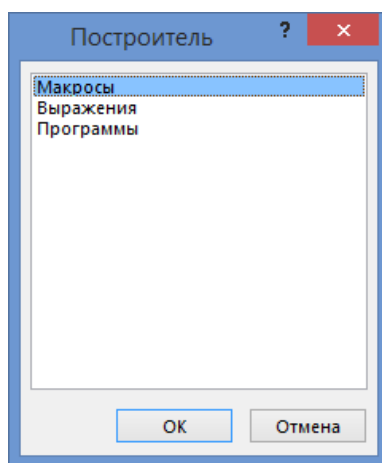 Построитель ?
Макросы
Выражения
Программы
ОК Отмена